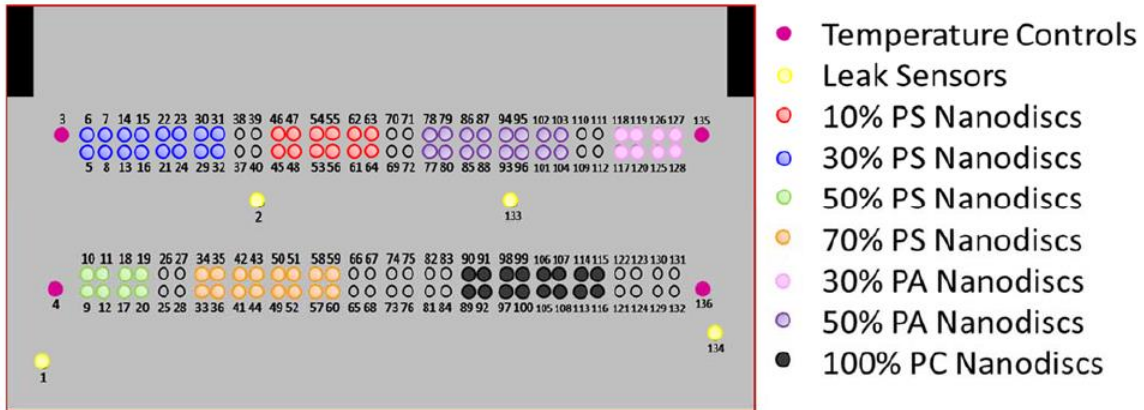 Temperature Controls
Leak Sensors
10% PS Nanodiscs
30% PS Nanodiscs
50% PS Nanodiscs
70% PS Nanodiscs
30% PA Nanodiscs
50% PA Nanodiscs
100% PC Nanodiscs
3 6 7 14 15 22 23 30 31 38 39 46 47 54 55 62 63 70 71 78 79 86 87 94 95 102 103 110 111 118 119 126 127 135
5 8 13 16 21 24 29 32 37 40 45 48 53 56 61 64 69 72 77 80 85 88 93 96 101 104 109 112 117 120 125 128
2 133
10 11 18 19 26 27 34 35 42 43 50 51 58 59 66 67 74 75 82 83 90 91 98 99 106 107 114 115 122 123 130 131
4 9 12 17 20 25 28 33 36 41 44 49 52 57 60 65 68 73 76 81 84 89 92 97 100 105 108 113 116 121 124 129 132 136
134
1